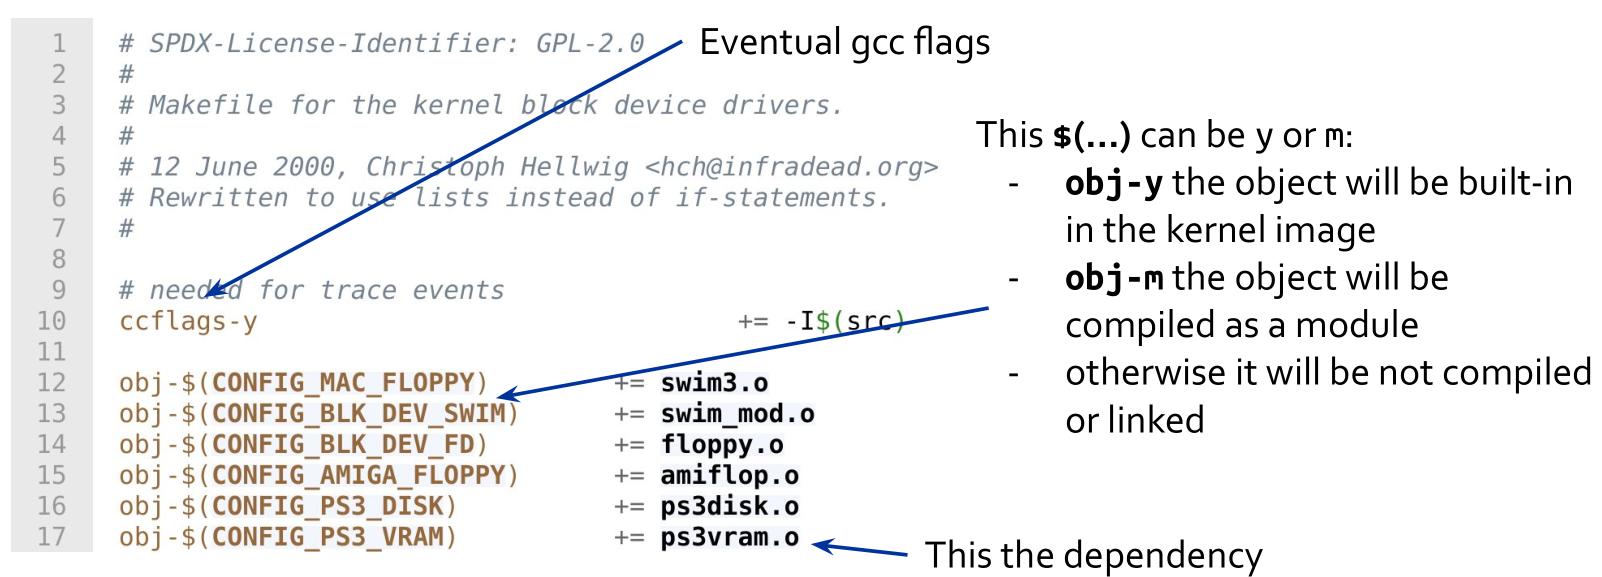 1 # SPDX-License-Identifier: GPL-2.0
2 #
3 # Makefile for the kernel block device drivers.
4 #
5 # 12 June 2000, Christoph Hellwig <hch@infradead.org>
6 # Rewritten to use lists instead of if-statements.
7 #
8
9 # needed for trace events
10 ccflags-y += -I$(src)
11
12 obj-$(CONFIG_MAC_FLOPPY) += swim3.o
13 obj-$(CONFIG_BLK_DEV_SWIM) += swim_mod.o
14 obj-$(CONFIG_BLK_DEV_FD) += floppy.o
15 obj-$(CONFIG_AMIGA_FLOPPY) += amiflop.o
16 obj-$(CONFIG_PS3_DISK) += ps3disk.o
17 obj-$(CONFIG_PS3_VRAM) += ps3vram.o
Eventual gcc flags
This $(...) can be y or m:
- obj-y the object will be built-in
in the kernel image
- obj-m the object will be
compiled as a module
- otherwise it will be not compiled
or linked
This the dependency